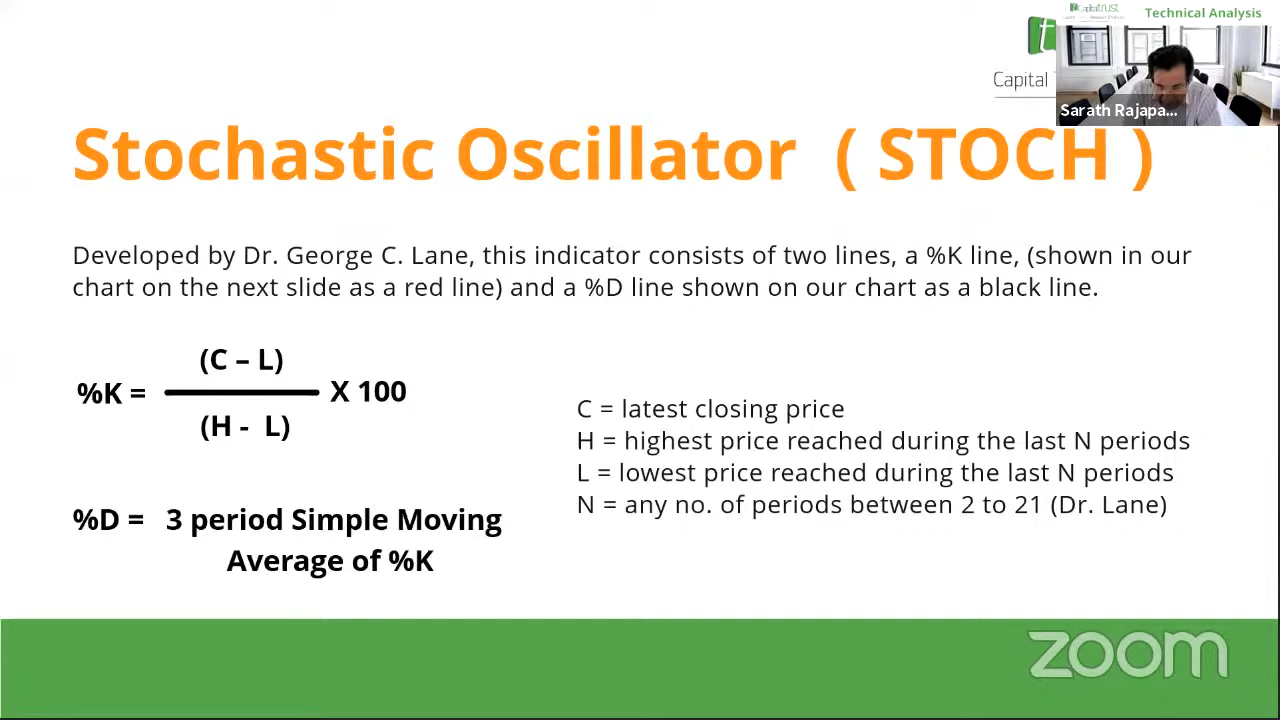 Capitaltrust
Technical Analysis
t
Capital
Sarath Rajapa...
Stochastic Oscillator ( STOCH )
Developed by Dr. George C. Lane, this indicator consists of two lines, a %K line, (shown in our
chart on the next slide as a red line) and a %D line shown on our chart as a black line.
(C – L)
%K = X 100
(H - L)
C = latest closing price
H = highest price reached during the last N periods
L = lowest price reached during the last N periods
N = any no. of periods between 2 to 21 (Dr. Lane)
%D = 3 period Simple Moving
Average of %K
zoom